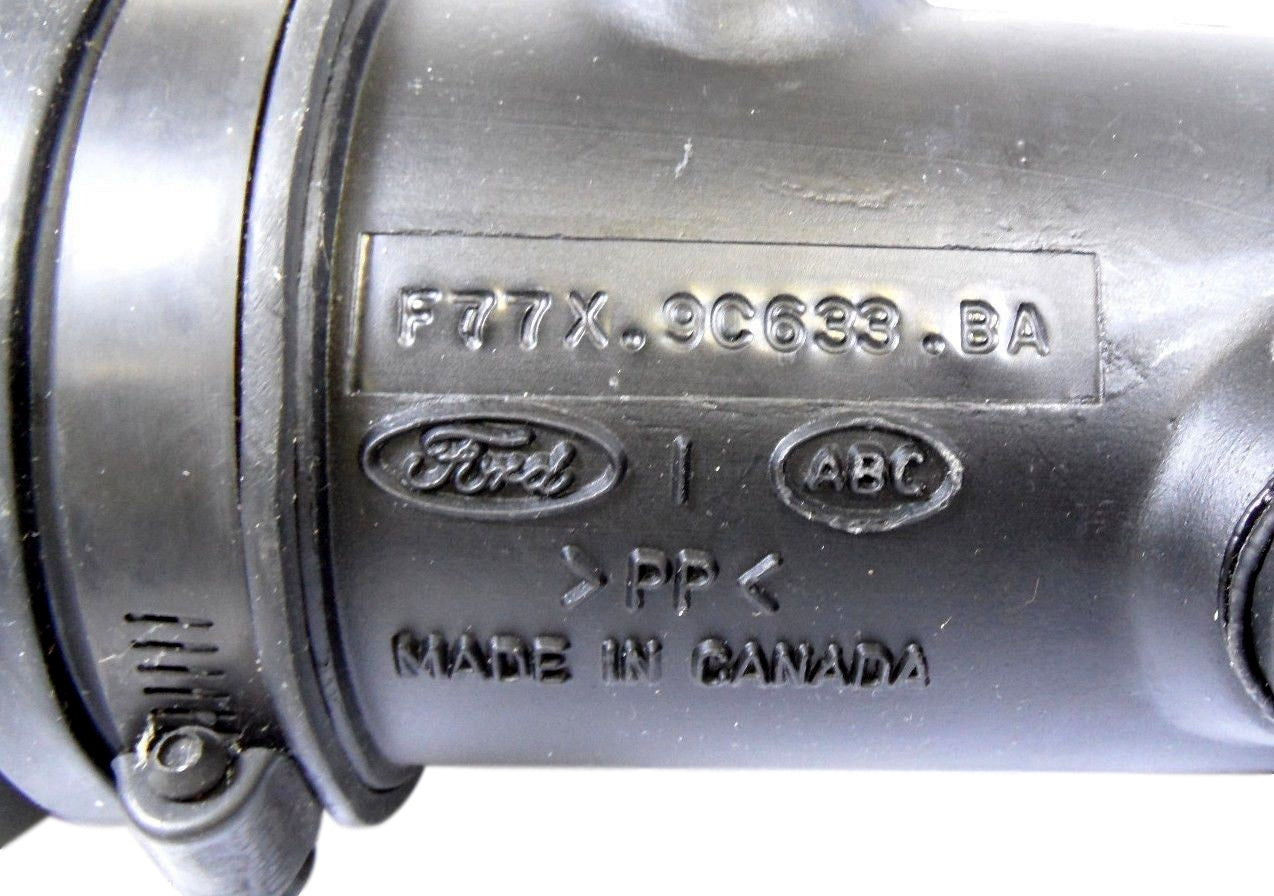 F77X.9C633.BA
Ford | ABC
>PP<
MADE IN CANADA